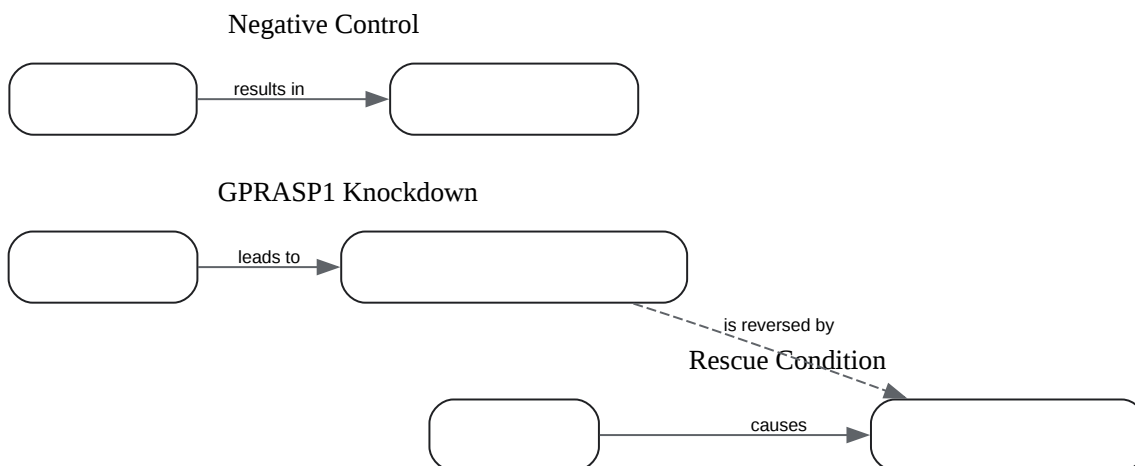 Negative Control
results in
GPRASP1 Knockdown
leads to
is reversed by
Rescue Condition
causes